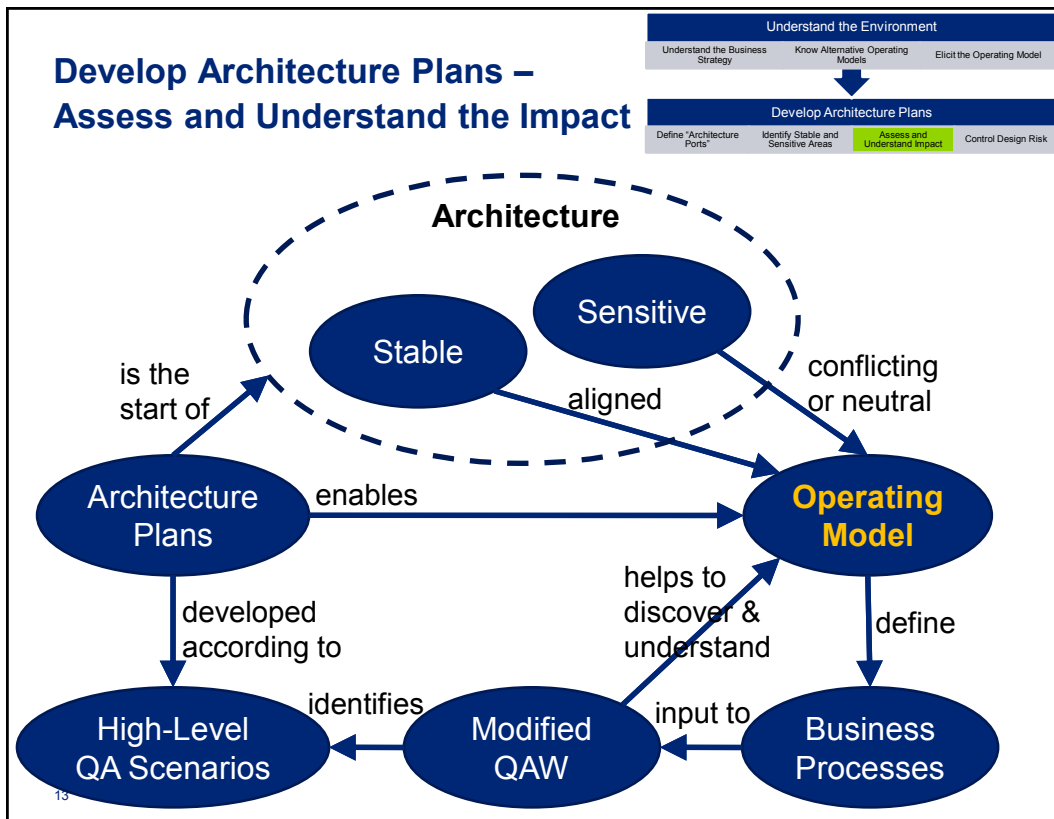 Understand the Environment
Understand the Business
Strategy
Know Alternative Operating
Models
Elicit the Operating Model
Develop Architecture Plans –
Assess and Understand the Impact
Develop Architecture Plans
Define "Architecture
Ports"
Identify Stable and
Sensitive Areas
Assess and
Understand Impact
Control Design Risk
Architecture
Sensitive
Stable
is the
start of
aligned
conflicting
or neutral
Architecture
Plans
enables
Operating
Model
developed
according to
helps to
discover &
understand
define
identifies
input to
High-Level
QA Scenarios
Modified
QAW
Business
Processes
13